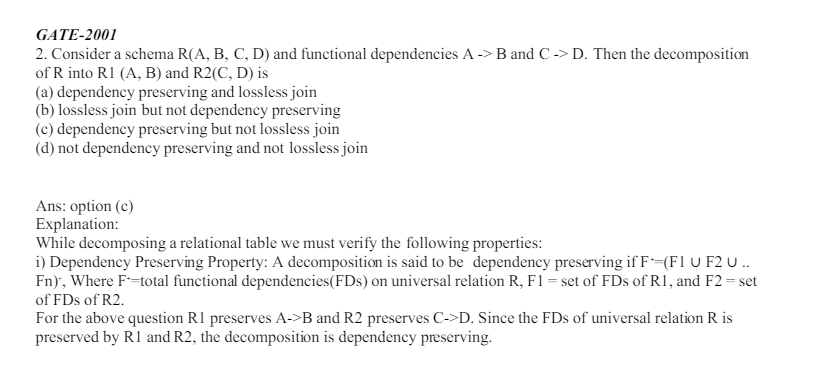 GATE-2001
2. Consider a schema R(A, B, C, D) and functional dependencies A -> B and C -> D. Then the decomposition
of R into R1 (A, B) and R2(C, D) is
(a) dependency preserving and lossless join
(b) lossless join but not dependency preserving
(c) dependency preserving but not lossless join
(d) not dependency preserving and not lossless join
Ans: option (c)
Explanation:
While decomposing a relational table we must verify the following properties:
i) Dependency Preserving Property: A decomposition is said to be dependency preserving if F⁺=(F1 U F2 U ..
Fn)⁺, Where F⁺=total functional dependencies(FDs) on universal relation R, F1 = set of FDs of R1, and F2 = set
of FDs of R2.
For the above question R1 preserves A->B and R2 preserves C->D. Since the FDs of universal relation R is
preserved by R1 and R2, the decomposition is dependency preserving.